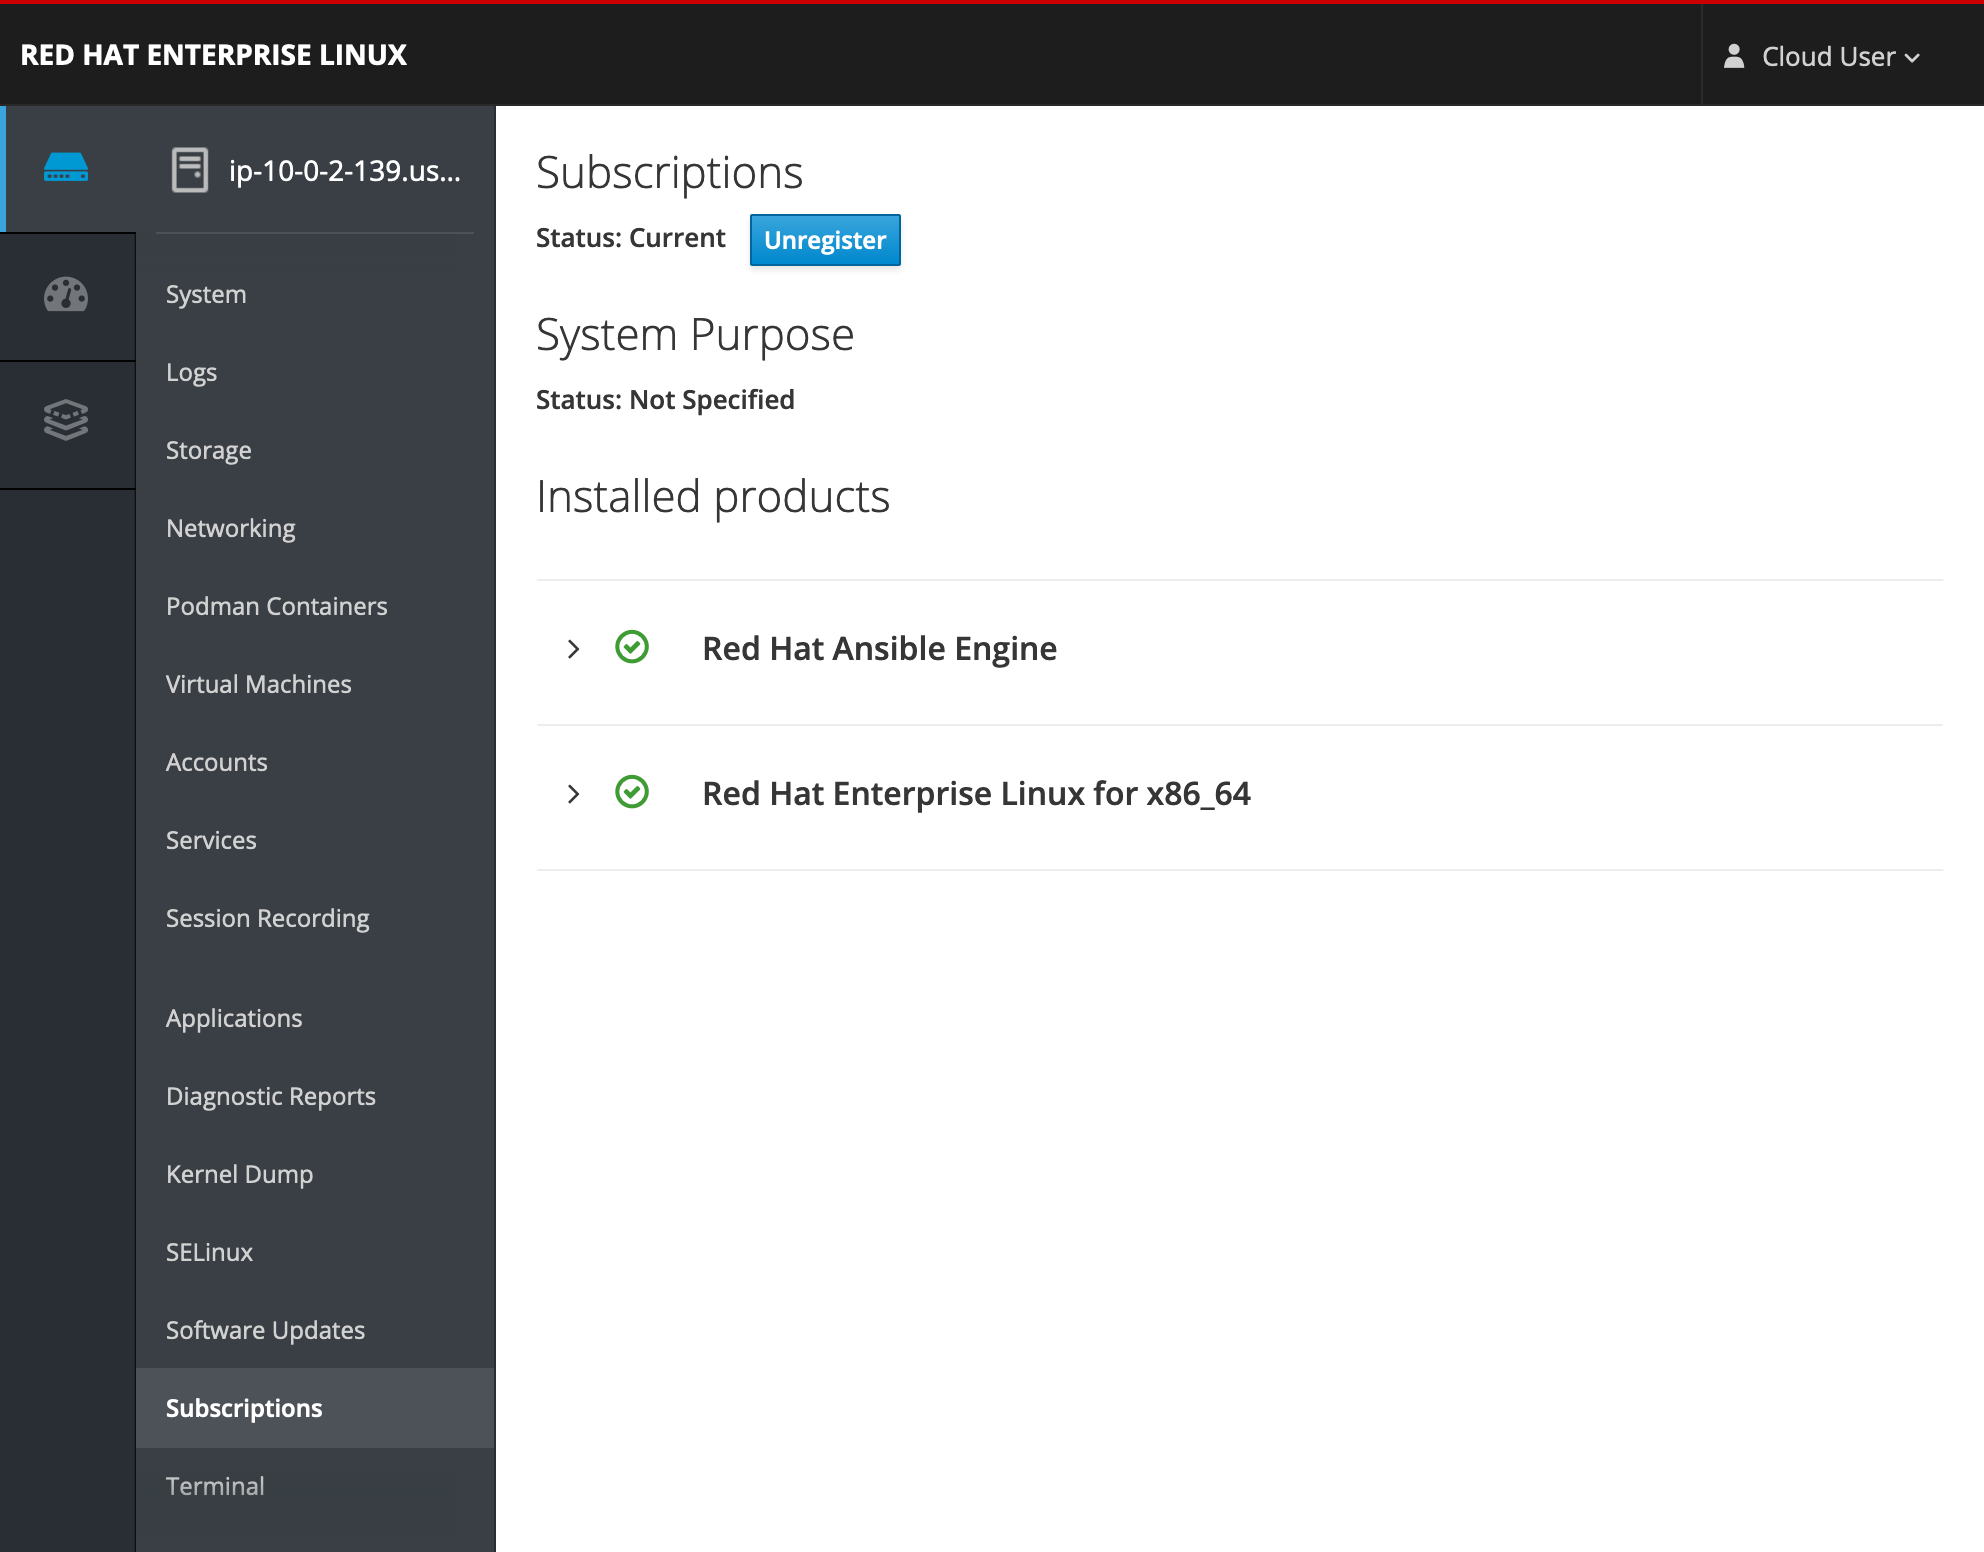 RED HAT ENTERPRISE LINUX
Cloud User
ip-10-0-2-139.us...
System
Logs
Storage
Networking
Podman Containers
Virtual Machines
Accounts
Services
Session Recording
Applications
Diagnostic Reports
Kernel Dump
SELinux
Software Updates
Subscriptions
Terminal
Subscriptions
Status: Current
Unregister
System Purpose
Status: Not Specified
Installed products
Red Hat Ansible Engine
Red Hat Enterprise Linux for x86_64